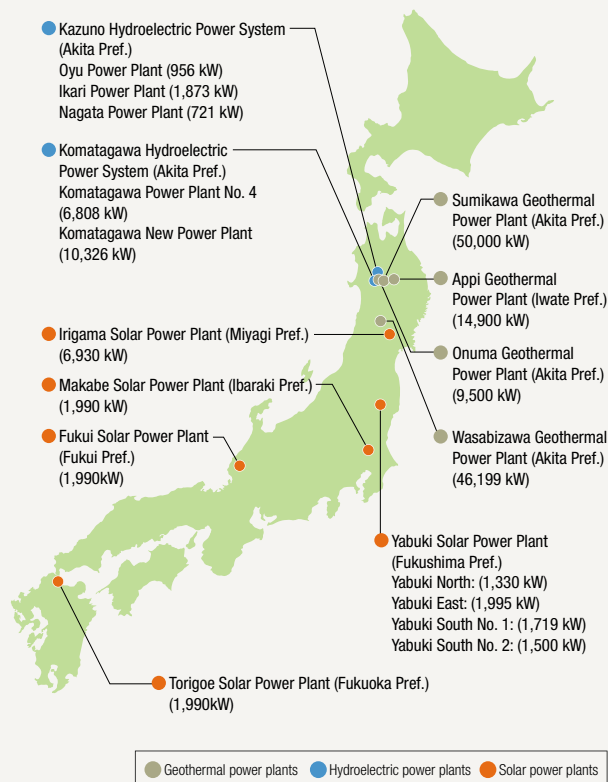 Kazuno Hydroelectric Power System
(Akita Pref.)
Oyu Power Plant (956 kW)
Ikari Power Plant (1,873 kW)
Nagata Power Plant (721 kW)
Komatagawa Hydroelectric
Power System (Akita Pref.)
Komatagawa Power Plant No. 4
(6,808 kW)
Komatagawa New Power Plant
(10,326 kW)
Irigama Solar Power Plant (Miyagi Pref.)
(6,930 kW)
Makabe Solar Power Plant (Ibaraki Pref.)
(1,990 kW)
Fukui Solar Power Plant
(Fukui Pref.)
(1,990kW)
Sumikawa Geothermal
Power Plant (Akita Pref.)
(50,000 kW)
Appi Geothermal
Power Plant (Iwate Pref.)
(14,900 kW)
Onuma Geothermal
Power Plant (Akita Pref.)
(9,500 kW)
Wasabizawa Geothermal
Power Plant (Akita Pref.)
(46,199 kW)
Yabuki Solar Power Plant
(Fukushima Pref.)
Yabuki North: (1,330 kW)
Yabuki East: (1,995 kW)
Yabuki South No. 1: (1,719 kW)
Yabuki South No. 2: (1,500 kW)
Torigoe Solar Power Plant (Fukuoka Pref.)
(1,990kW)
Geothermal power plants Hydroelectric power plants Solar power plants